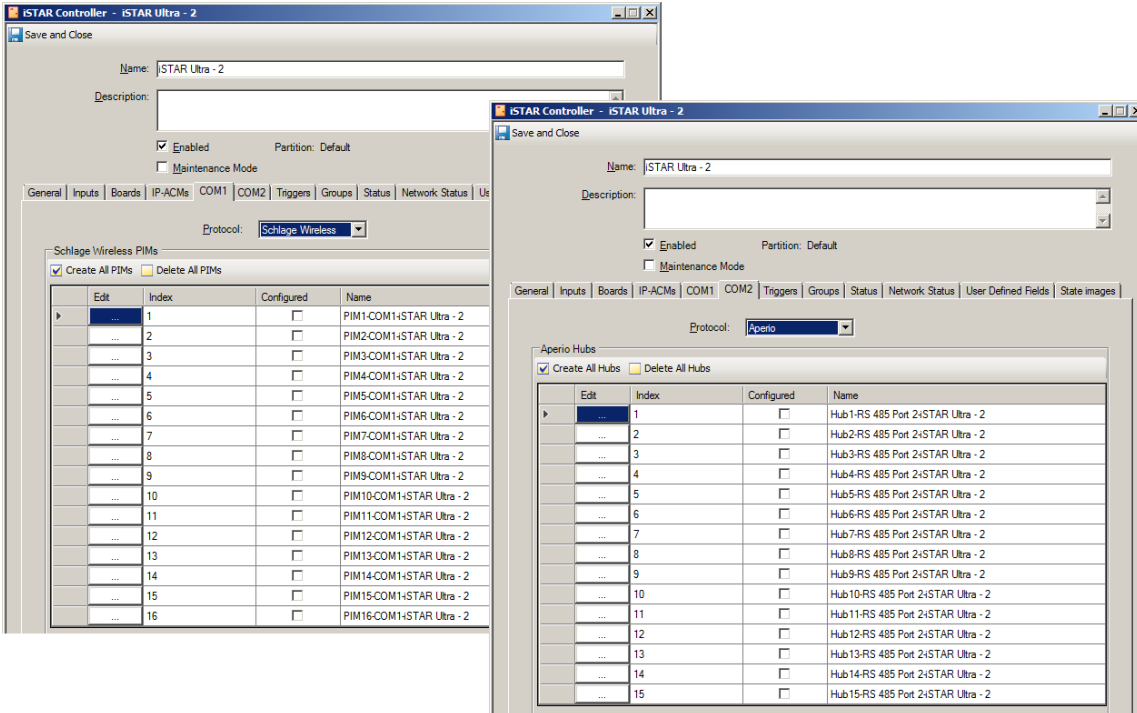 iSTAR Controller - iSTAR Ultra - 2
Save and Close
Name: iSTAR Ultra - 2
Description:
Enabled Partition: Default
Maintenance Mode
General Inputs Boards IP-ACMs COM1 COM2 Triggers Groups Status Network Status Us
Protocol: Schlage Wireless
Schlage Wireless PIMs
Create All PIMs Delete All PIMs
Edit Index Configured Name
... 1 PIM1-COM1-iSTAR Ultra - 2
... 2 PIM2-COM1-iSTAR Ultra - 2
... 3 PIM3-COM1-iSTAR Ultra - 2
... 4 PIM4-COM1-iSTAR Ultra - 2
... 5 PIM5-COM1-iSTAR Ultra - 2
... 6 PIM6-COM1-iSTAR Ultra - 2
... 7 PIM7-COM1-iSTAR Ultra - 2
... 8 PIM8-COM1-iSTAR Ultra - 2
... 9 PIM9-COM1-iSTAR Ultra - 2
... 10 PIM10-COM1-iSTAR Ultra - 2
... 11 PIM11-COM1-iSTAR Ultra - 2
... 12 PIM12-COM1-iSTAR Ultra - 2
... 13 PIM13-COM1-iSTAR Ultra - 2
... 14 PIM14-COM1-iSTAR Ultra - 2
... 15 PIM15-COM1-iSTAR Ultra - 2
... 16 PIM16-COM1-iSTAR Ultra - 2
iSTAR Controller - iSTAR Ultra - 2
Save and Close
Name: iSTAR Ultra - 2
Description:
Enabled Partition: Default
Maintenance Mode
General Inputs Boards IP-ACMs COM1 COM2 Triggers Groups Status Network Status User Defined Fields State images
Protocol: Aperio
Aperio Hubs
Create All Hubs Delete All Hubs
Edit Index Configured Name
... 1 Hub1-RS 485 Port 2-iSTAR Ultra - 2
... 2 Hub2-RS 485 Port 2-iSTAR Ultra - 2
... 3 Hub3-RS 485 Port 2-iSTAR Ultra - 2
... 4 Hub4-RS 485 Port 2-iSTAR Ultra - 2
... 5 Hub5-RS 485 Port 2-iSTAR Ultra - 2
... 6 Hub6-RS 485 Port 2-iSTAR Ultra - 2
... 7 Hub7-RS 485 Port 2-iSTAR Ultra - 2
... 8 Hub8-RS 485 Port 2-iSTAR Ultra - 2
... 9 Hub9-RS 485 Port 2-iSTAR Ultra - 2
... 10 Hub10-RS 485 Port 2-iSTAR Ultra - 2
... 11 Hub11-RS 485 Port 2-iSTAR Ultra - 2
... 12 Hub12-RS 485 Port 2-iSTAR Ultra - 2
... 13 Hub13-RS 485 Port 2-iSTAR Ultra - 2
... 14 Hub14-RS 485 Port 2-iSTAR Ultra - 2
... 15 Hub15-RS 485 Port 2-iSTAR Ultra - 2